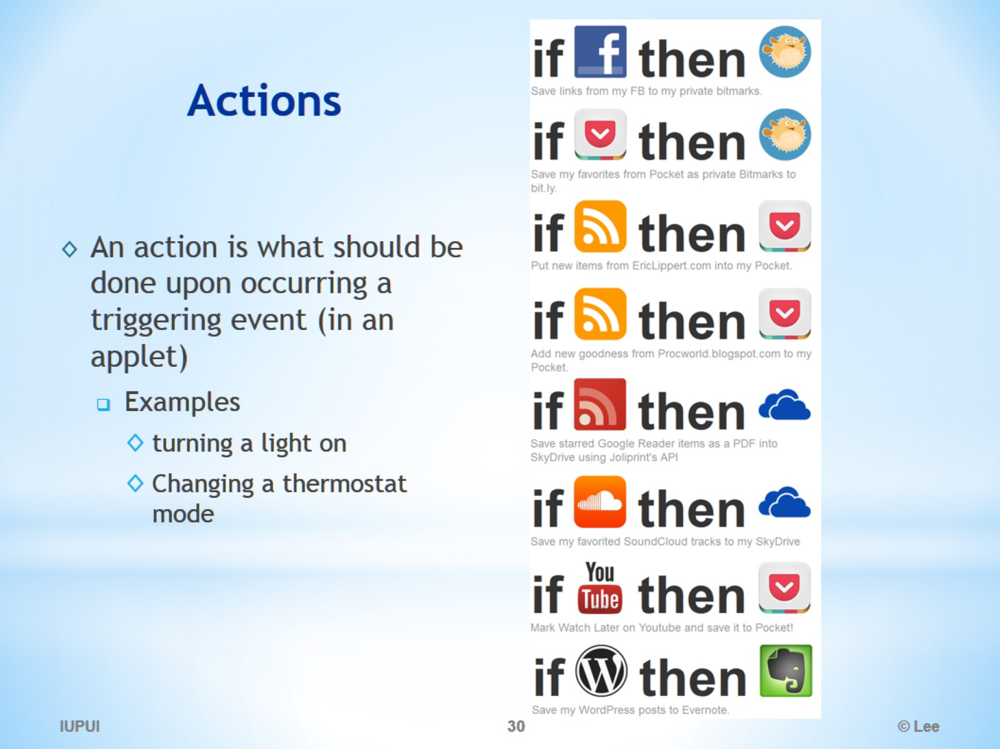 Actions
An action is what should be
done upon occurring a
triggering event (in an
applet)
Examples
turning a light on
Changing a thermostat
mode
if f then
Save links from my FB to my private bitmarks.
if then
Save my favorites from Pocket as private Bitmarks to
bit.ly.
if then
Put new items from EricLippert.com into my Pocket.
if then
Add new goodness from Procworld.blogspot.com to my
Pocket.
if then
Save starred Google Reader items as a PDF into
SkyDrive using Joliprint's API
if then
Save my favorited SoundCloud tracks to my SkyDrive
if You Tube then
Mark Watch Later on Youtube and save it to Pocket!
if W then
Save my WordPress posts to Evernote.
IUPUI 30 © Lee